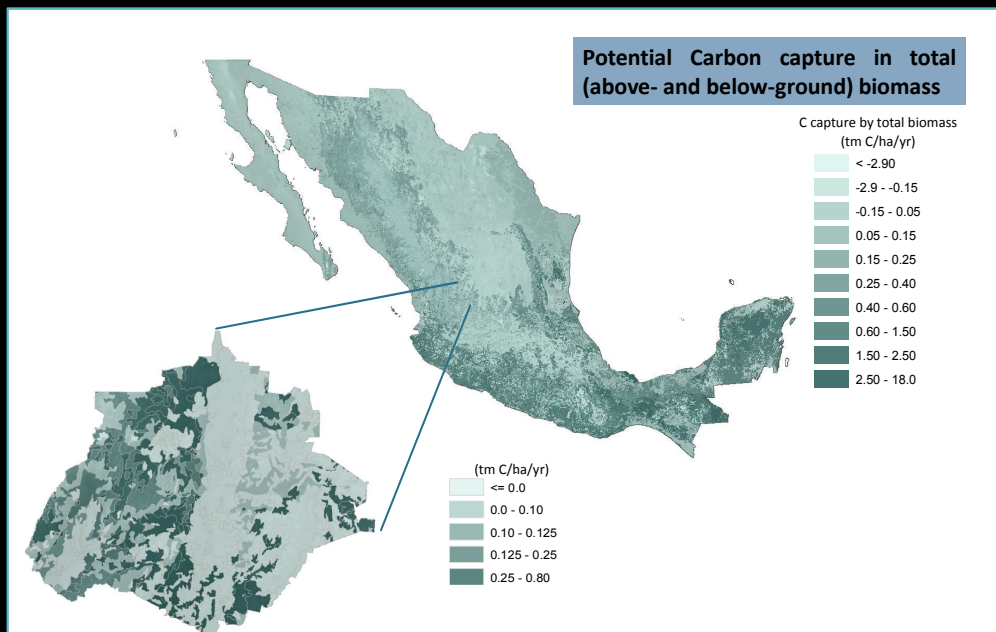 Potential Carbon capture in total
(above- and below-ground) biomass
C capture by total biomass
(tm C/ha/yr)
< -2.90
-2.9 - -0.15
-0.15 - 0.05
0.05 - 0.15
0.15 - 0.25
0.25 - 0.40
0.40 - 0.60
0.60 - 1.50
1.50 - 2.50
2.50 - 18.0
(tm C/ha/yr)
<= 0.0
0.0 - 0.10
0.10 - 0.125
0.125 - 0.25
0.25 - 0.80